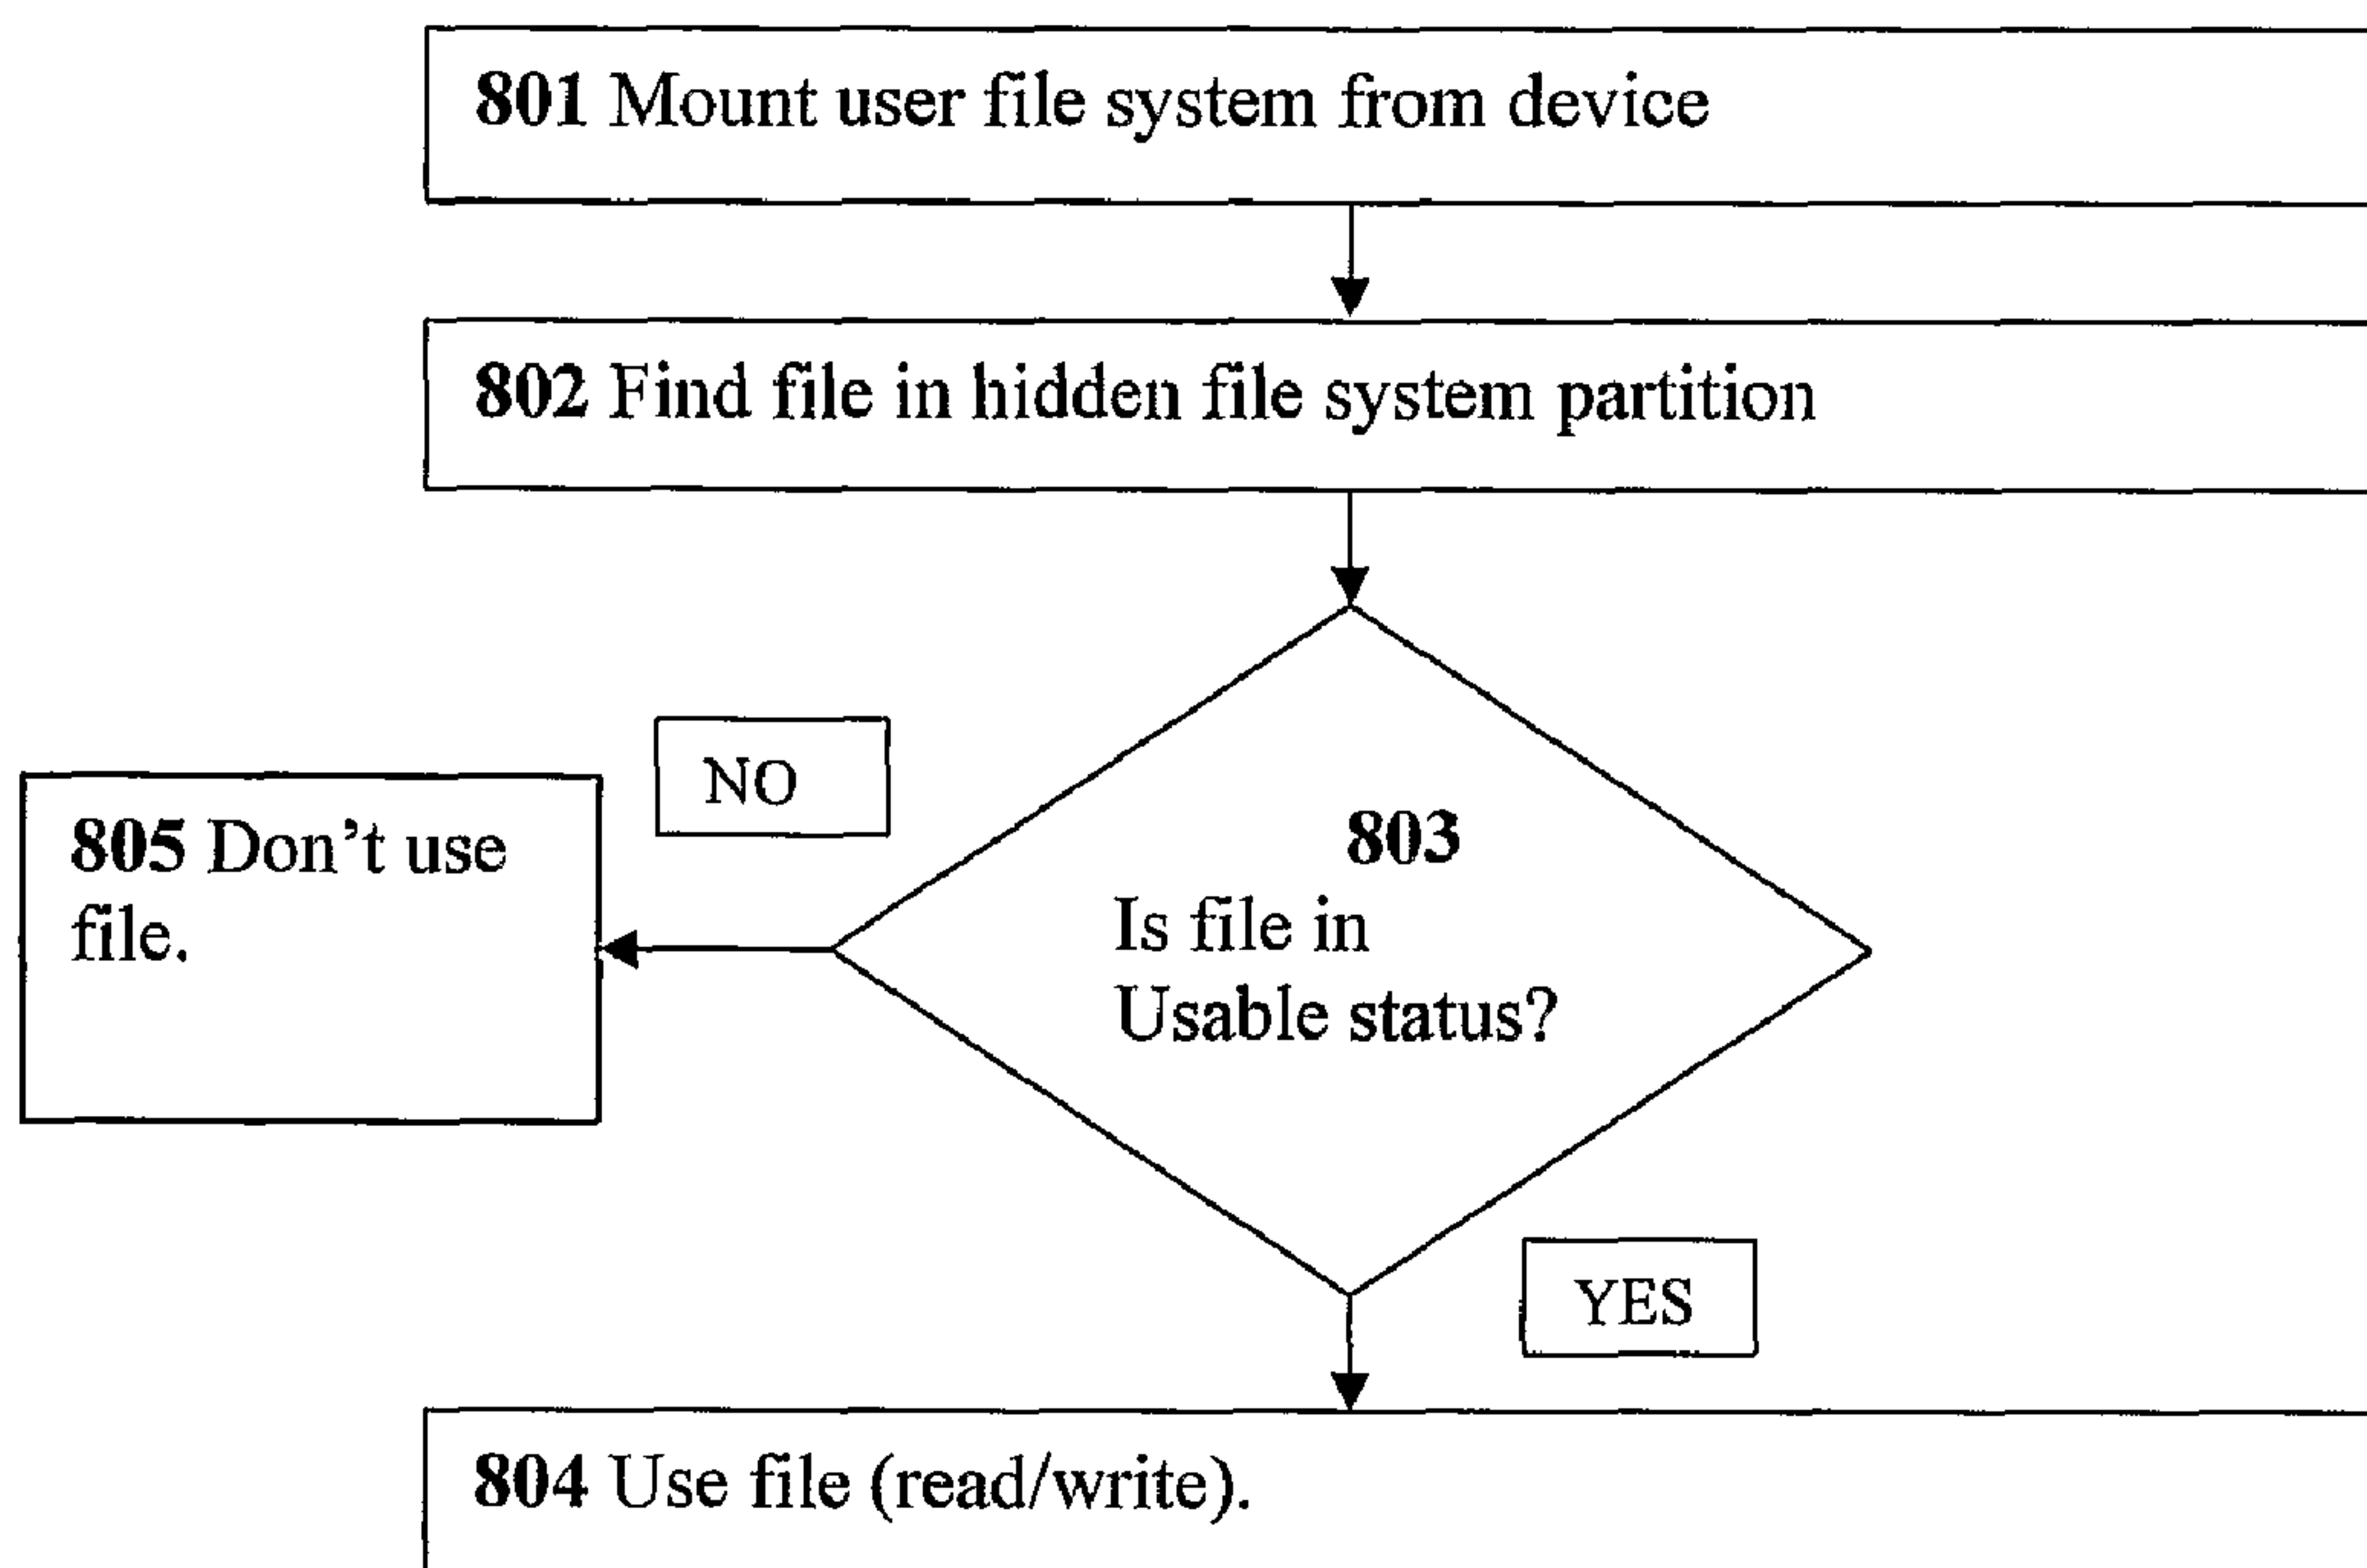 801 Mount user file system from device
802 Find file in hidden file system partition
NO
805 Don't use
file.
803
Is file in
Usable status?
YES
804 Use file (read/write).